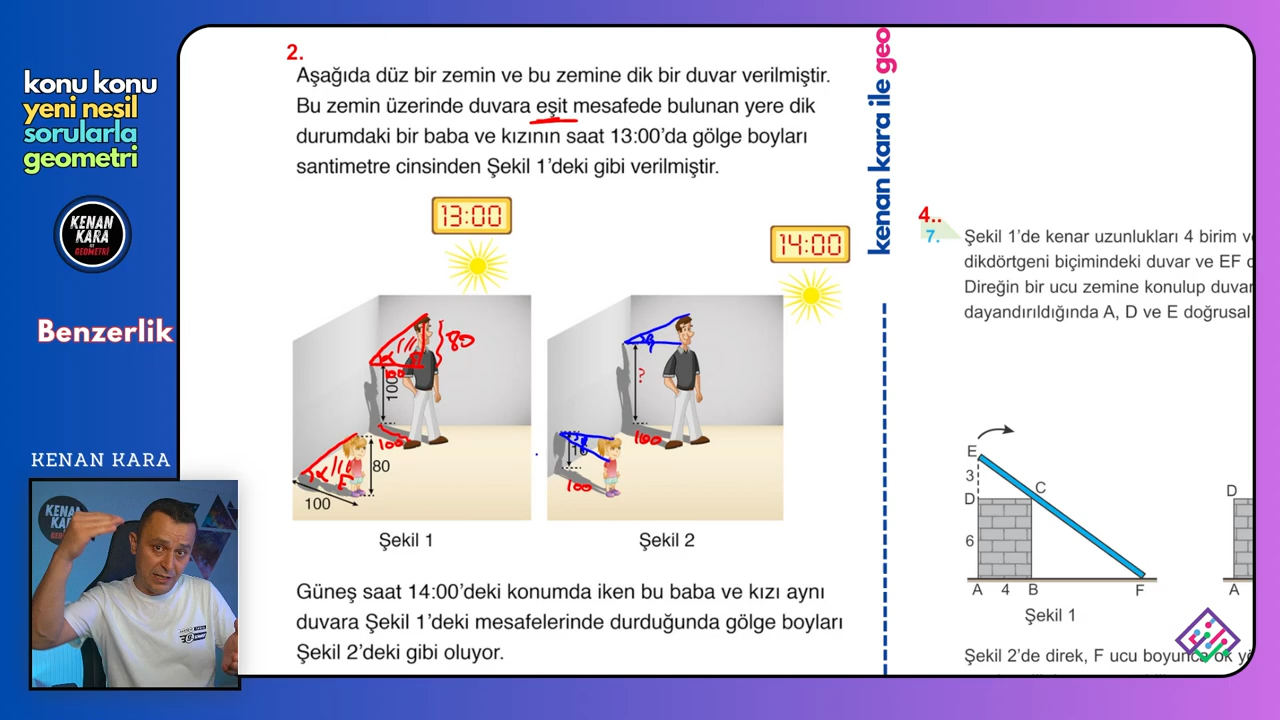 konu konu
yeni nesil
sorularla
geometri
KENAN
KARA
İLE
GEOMETRİ
Benzerlik
KENAN KARA
2.
Aşağıda düz bir zemin ve bu zemine dik bir duvar verilmiştir.
Bu zemin üzerinde duvara eşit mesafede bulunan yere dik
durumdaki bir baba ve kızının saat 13:00’da gölge boyları
santimetre cinsinden Şekil 1’deki gibi verilmiştir.
13:00
14:00
80
100
100
100
80
100
?
100
100
Şekil 1
Şekil 2
Güneş saat 14:00’deki konumda iken bu baba ve kızı aynı
duvara Şekil 1’deki mesafelerinde durduğunda gölge boyları
Şekil 2’deki gibi oluyor.
kenan kara ile geo
4..
7.
Şekil 1’de kenar uzunlukları 4 birim v
dikdörtgeni biçimindeki duvar ve EF
Direğin bir ucu zemine konulup duva
dayandırıldığında A, D ve E doğrusal
E
3
D
C
6
A
4
B
F
D
A
Şekil 1
Şekil 2’de direk, F ucu boyunca ok yö